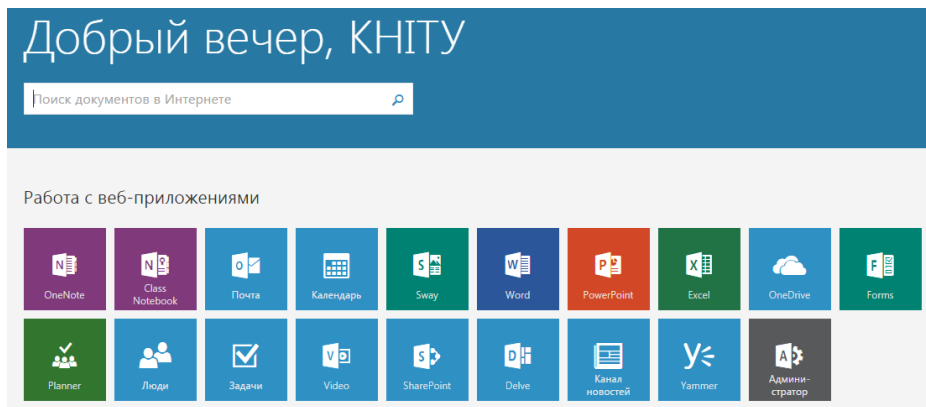 Добрый вечер, КНІТУ
Поиск документов в Интернете
Работа с веб-приложениями
OneNote
Class
Notebook
Почта
Календарь
Sway
Word
PowerPoint
Excel
OneDrive
Forms
Planner
Люди
Задачи
Video
SharePoint
Delve
Канал
новостей
Yammer
Админи-
стратор